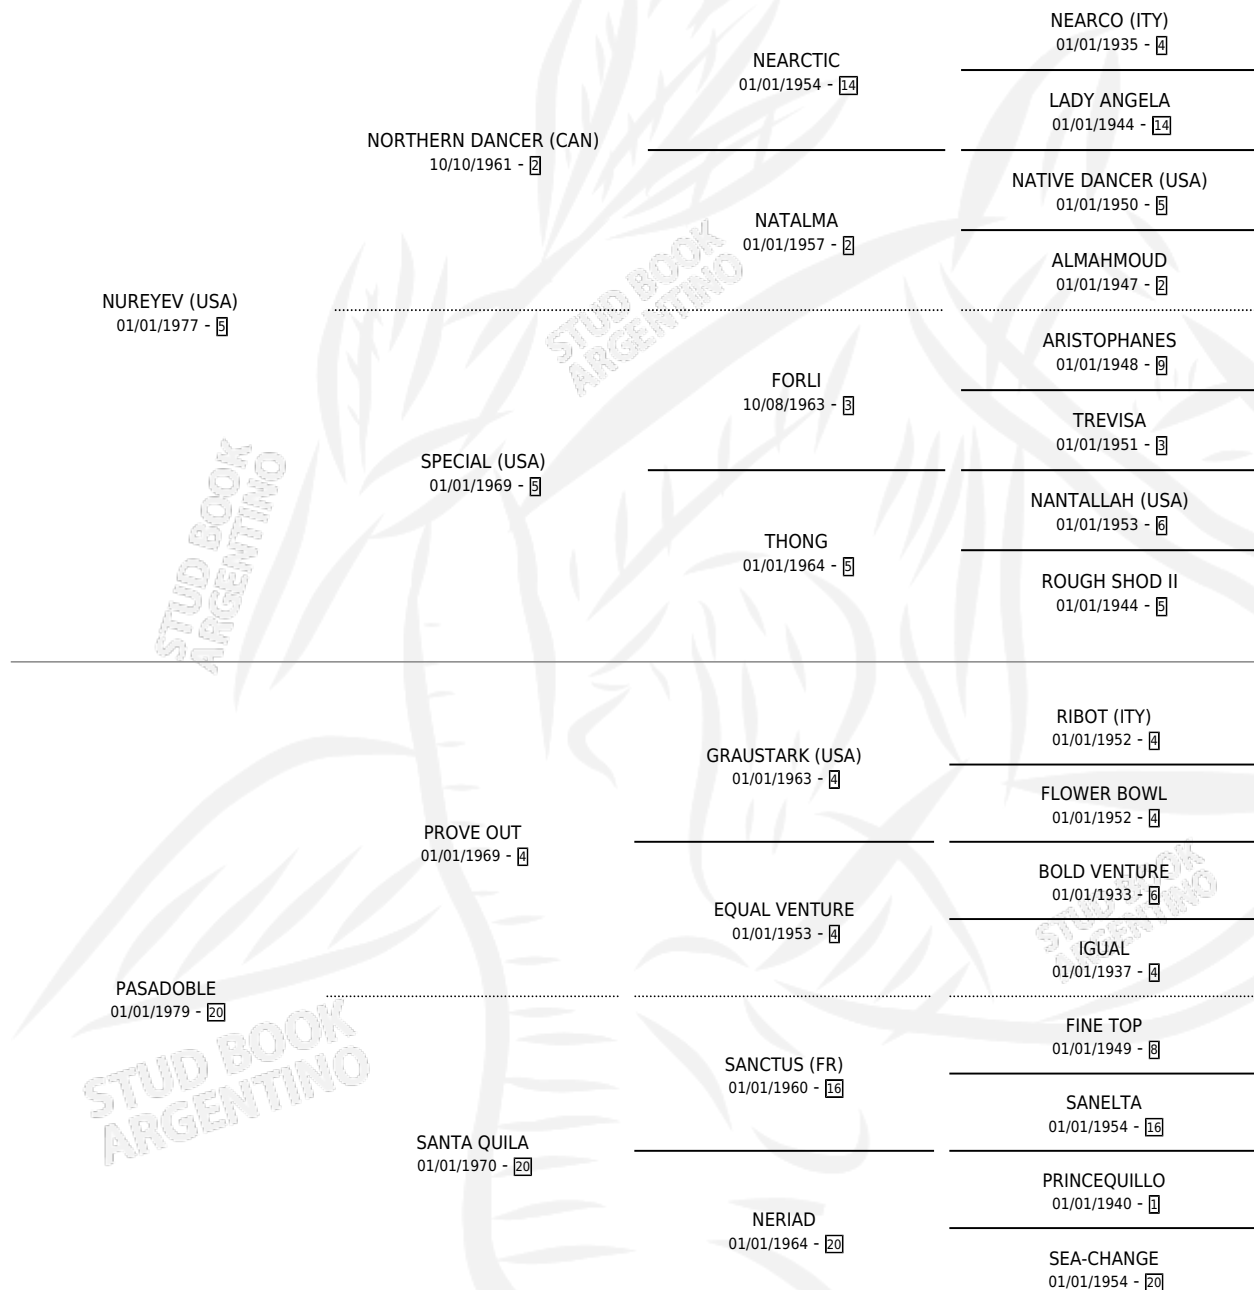 NEARCO (ITY)
01/01/1935 - 4
NEARCTIC
01/01/1954 - 14
LADY ANGELA
01/01/1944 - 14
NORTHERN DANCER (CAN)
10/10/1961 - 2
NATIVE DANCER (USA)
01/01/1950 - 5
NATALMA
01/01/1957 - 2
ALMAHMOUD
01/01/1947 - 2
NUREYEV (USA)
01/01/1977 - 5
STUD BOOK
ARGENTINO
ARISTOPHANES
01/01/1948 - 9
FORLI
10/08/1963 - 3
TREVISA
01/01/1951 - 3
SPECIAL (USA)
01/01/1969 - 5
NANTALLAH (USA)
01/01/1953 - 6
THONG
01/01/1964 - 5
ROUGH SHOD II
01/01/1944 - 5
STUD BOOK
ARGENTINO
RIBOT (ITY)
01/01/1952 - 4
GRAUSTARK (USA)
01/01/1963 - 4
FLOWER BOWL
01/01/1952 - 4
PROVE OUT
01/01/1969 - 4
BOLD VENTURE
01/01/1933 - 6
EQUAL VENTURE
01/01/1953 - 4
IGUAL
01/01/1937 - 4
STUD BOOK
ARGENTINO
PASADOBLE
01/01/1979 - 20
FINE TOP
01/01/1949 - 8
SANCTUS (FR)
01/01/1960 - 16
SANELTA
01/01/1954 - 16
STUD BOOK
ARGENTINO
SANTA QUILA
01/01/1970 - 20
PRINCEQUILLO
01/01/1940 - 1
NERIAD
01/01/1964 - 20
SEA-CHANGE
01/01/1954 - 20